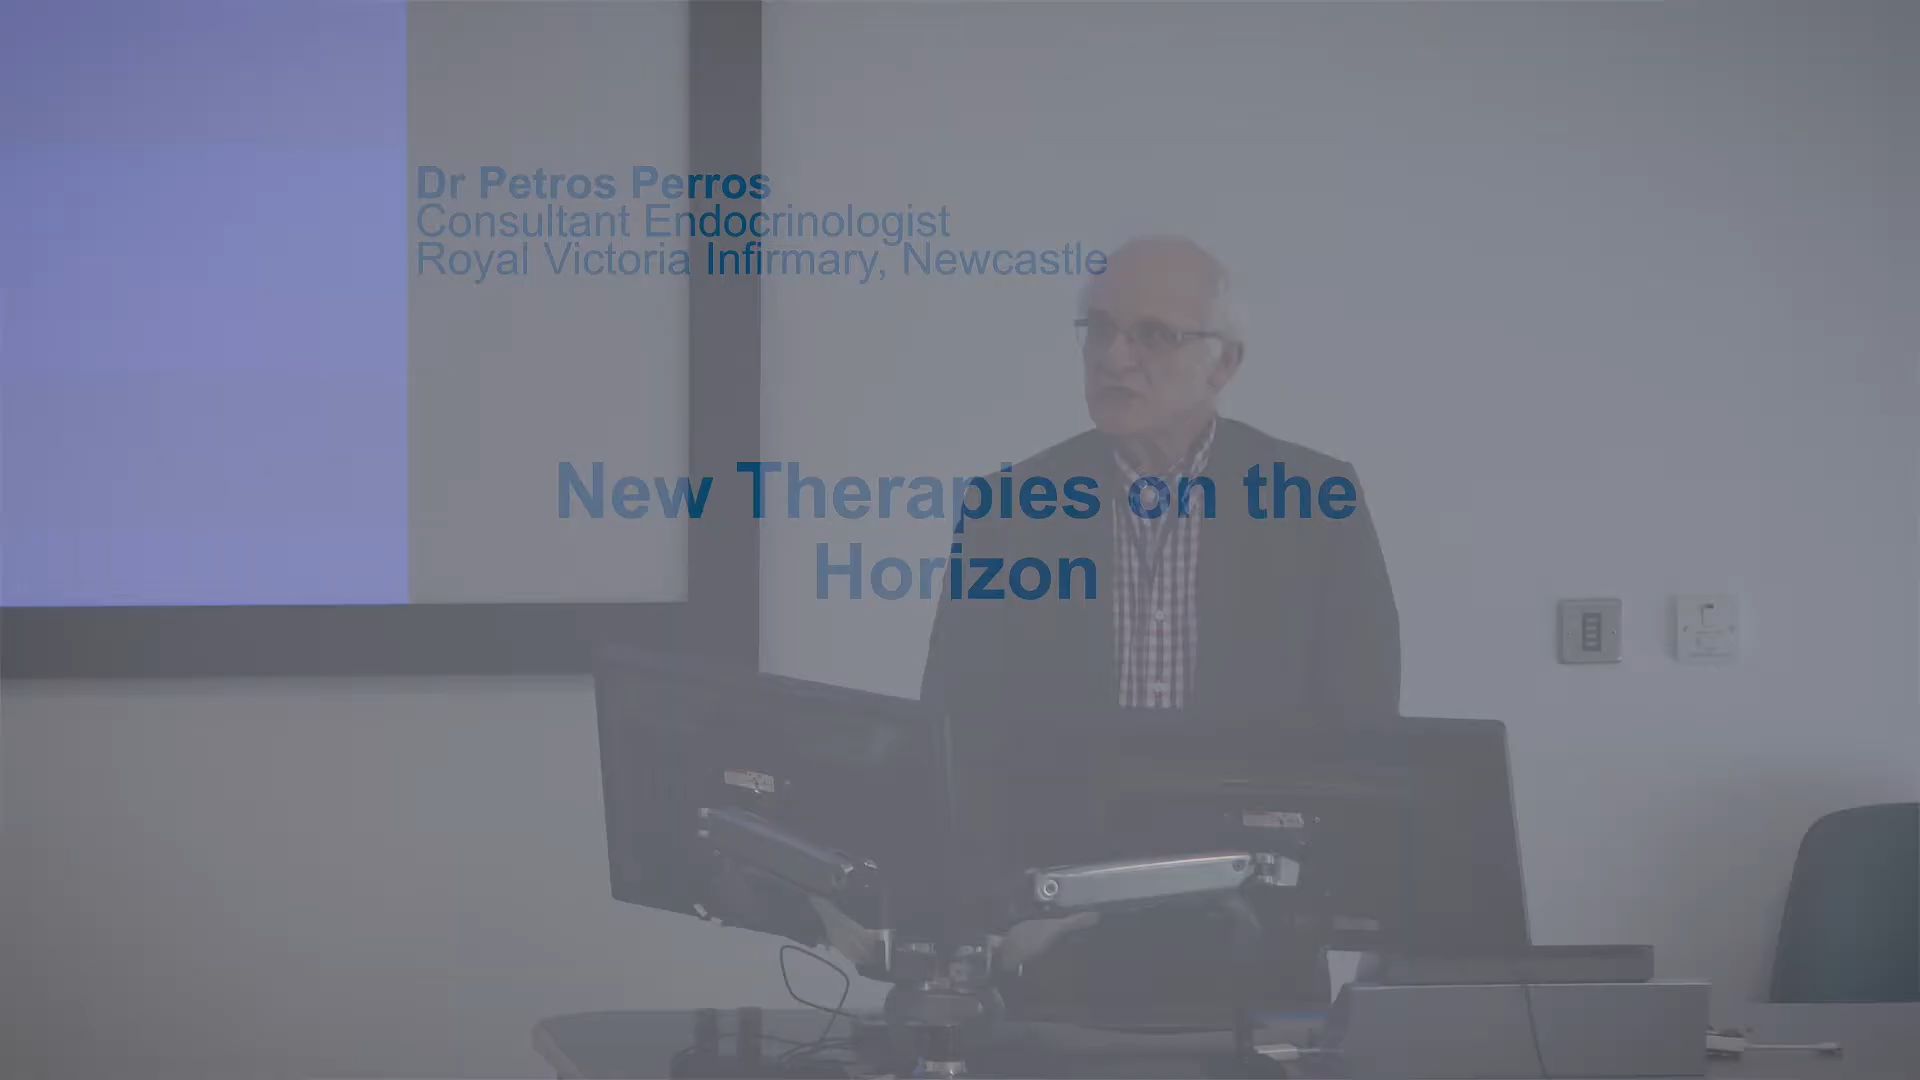 Dr Petros Perros
Consultant Endocrinologist
Royal Victoria Infirmary, Newcastle
New Therapies on the
Horizon